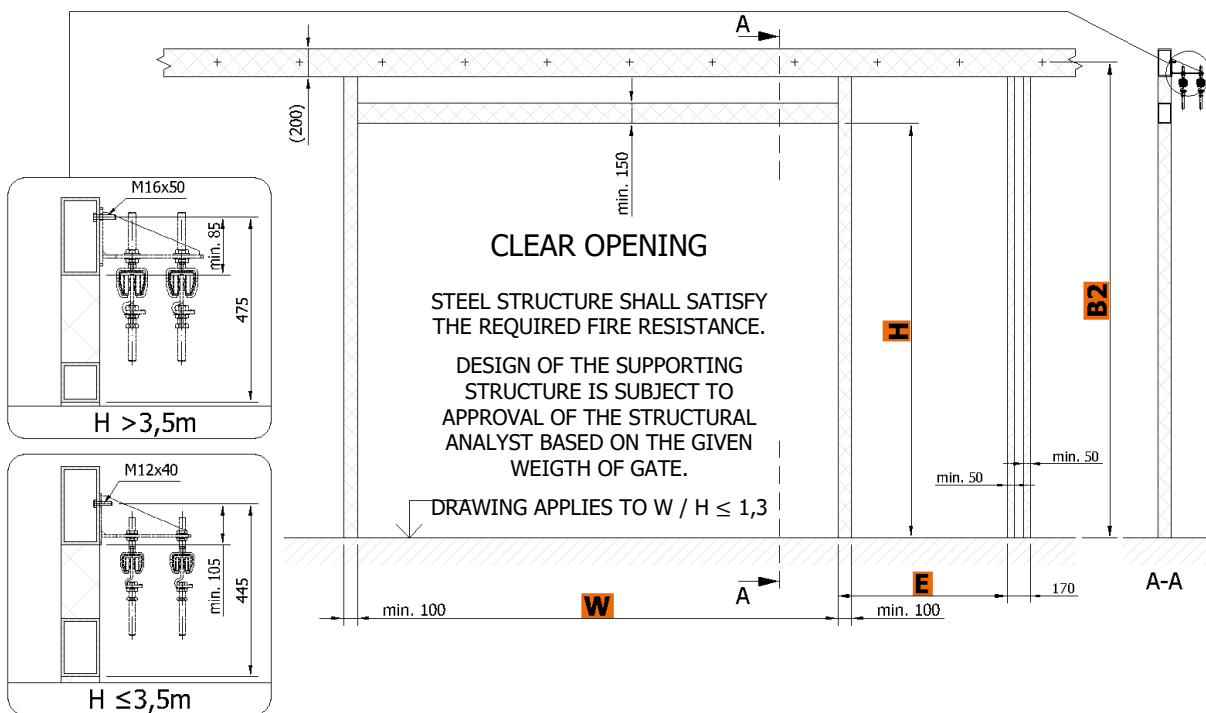 A
(200)
min. 150
M16x50
min. 85
475
H >3,5m
M12x40
min. 105
445
H ≤3,5m
CLEAR OPENING
STEEL STRUCTURE SHALL SATISFY
THE REQUIRED FIRE RESISTANCE.
DESIGN OF THE SUPPORTING
STRUCTURE IS SUBJECT TO
APPROVAL OF THE STRUCTURAL
ANALYST BASED ON THE GIVEN
WEIGTH OF GATE.
DRAWING APPLIES TO W / H ≤ 1,3
H
B2
min. 50
min. 50
A
A-A
min. 100
W
E
min. 100
170